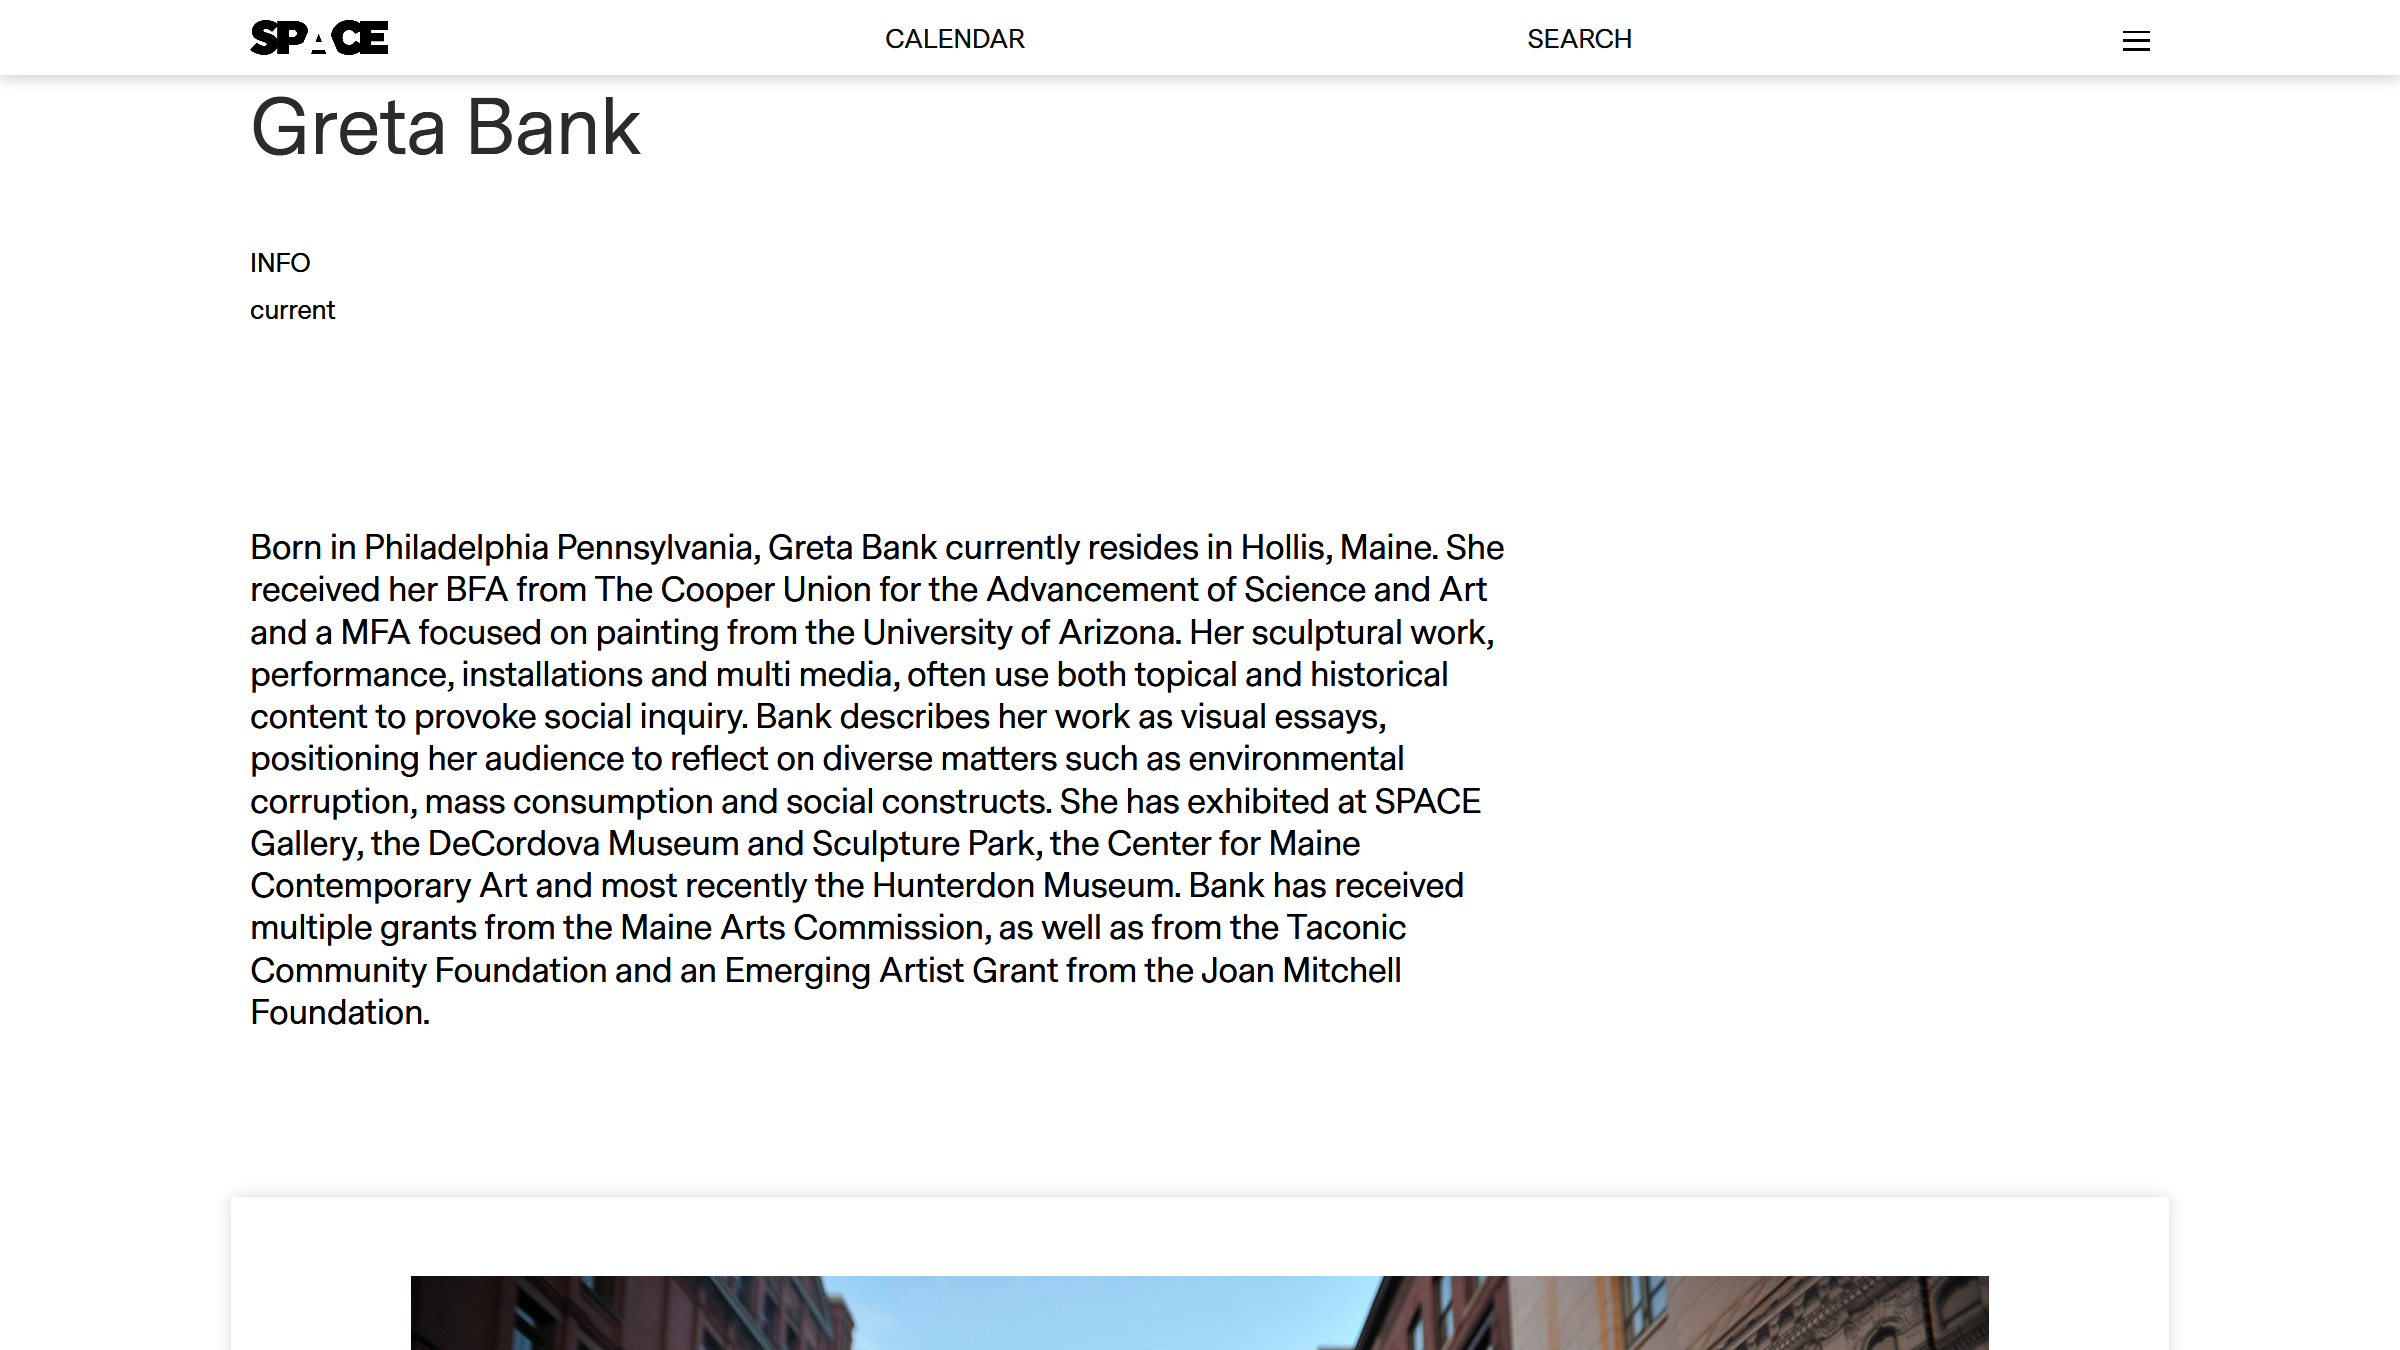 SPACE
CALENDAR
SEARCH
Greta Bank
INFO
current
Born in Philadelphia Pennsylvania, Greta Bank currently resides in Hollis, Maine. She
received her BFA from The Cooper Union for the Advancement of Science and Art
and a MFA focused on painting from the University of Arizona. Her sculptural work,
performance, installations and multi media, often use both topical and historical
content to provoke social inquiry. Bank describes her work as visual essays,
positioning her audience to reflect on diverse matters such as environmental
corruption, mass consumption and social constructs. She has exhibited at SPACE
Gallery, the DeCordova Museum and Sculpture Park, the Center for Maine
Contemporary Art and most recently the Hunterdon Museum. Bank has received
multiple grants from the Maine Arts Commission, as well as from the Taconic
Community Foundation and an Emerging Artist Grant from the Joan Mitchell
Foundation.